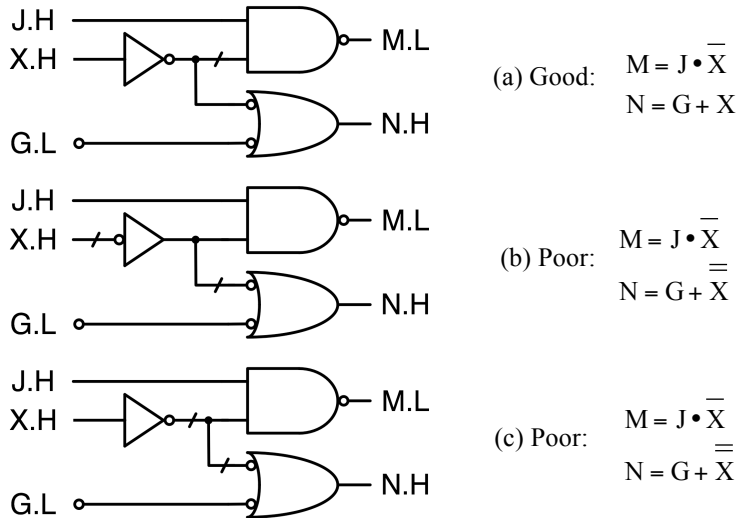 J.H
X.H
M.L
G.L
N.H
(a) Good:
M = J • X̅
N = G + X
J.H
X.H
M.L
G.L
N.H
(b) Poor:
M = J • X̅
N = G + X̿
J.H
X.H
M.L
G.L
N.H
(c) Poor:
M = J • X̅
N = G + X̿